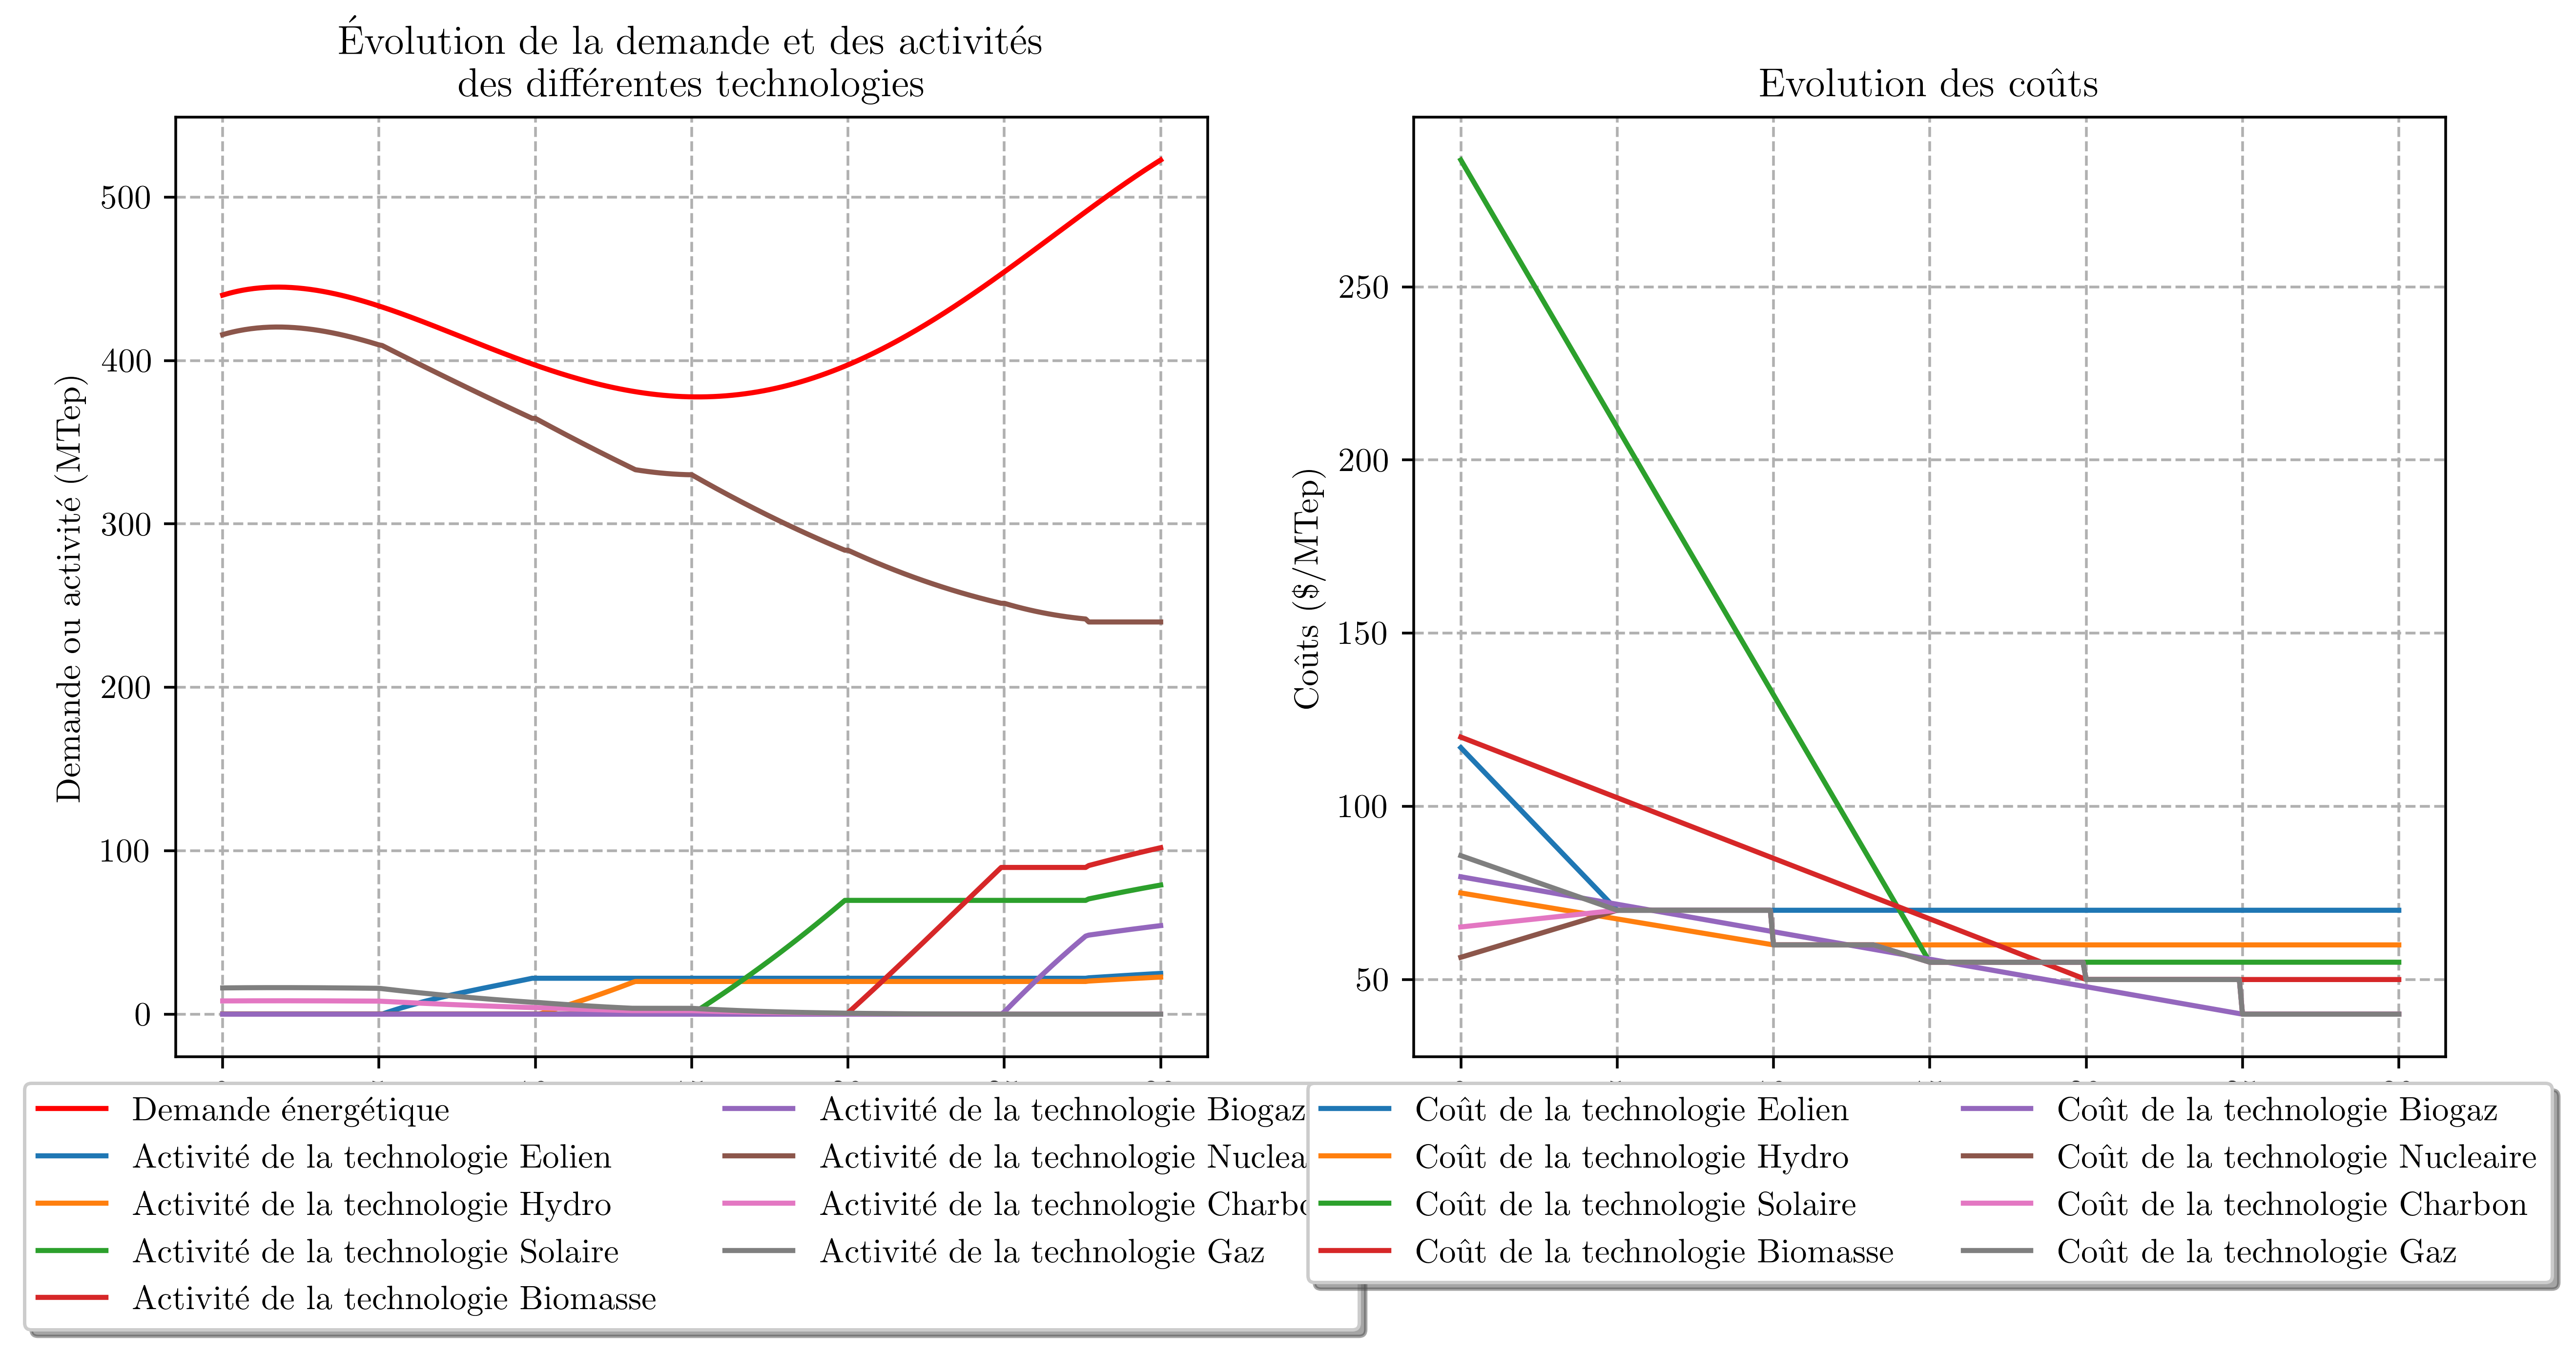 Évolution de la demande et des activités
des différentes technologies
Demande ou activité (MTep)
500
400
300
200
100
0
Demande énergétique
Activité de la technologie Eolien
Activité de la technologie Hydro
Activité de la technologie Solaire
Activité de la technologie Biomasse
Activité de la technologie Biogaz
Activité de la technologie Nuclea
Activité de la technologie Charbo
Activité de la technologie Gaz
Evolution des coûts
Coûts ($/MTep)
250
200
150
100
50
Coût de la technologie Eolien
Coût de la technologie Hydro
Coût de la technologie Solaire
Coût de la technologie Biomasse
Coût de la technologie Biogaz
Coût de la technologie Nucleaire
Coût de la technologie Charbon
Coût de la technologie Gaz